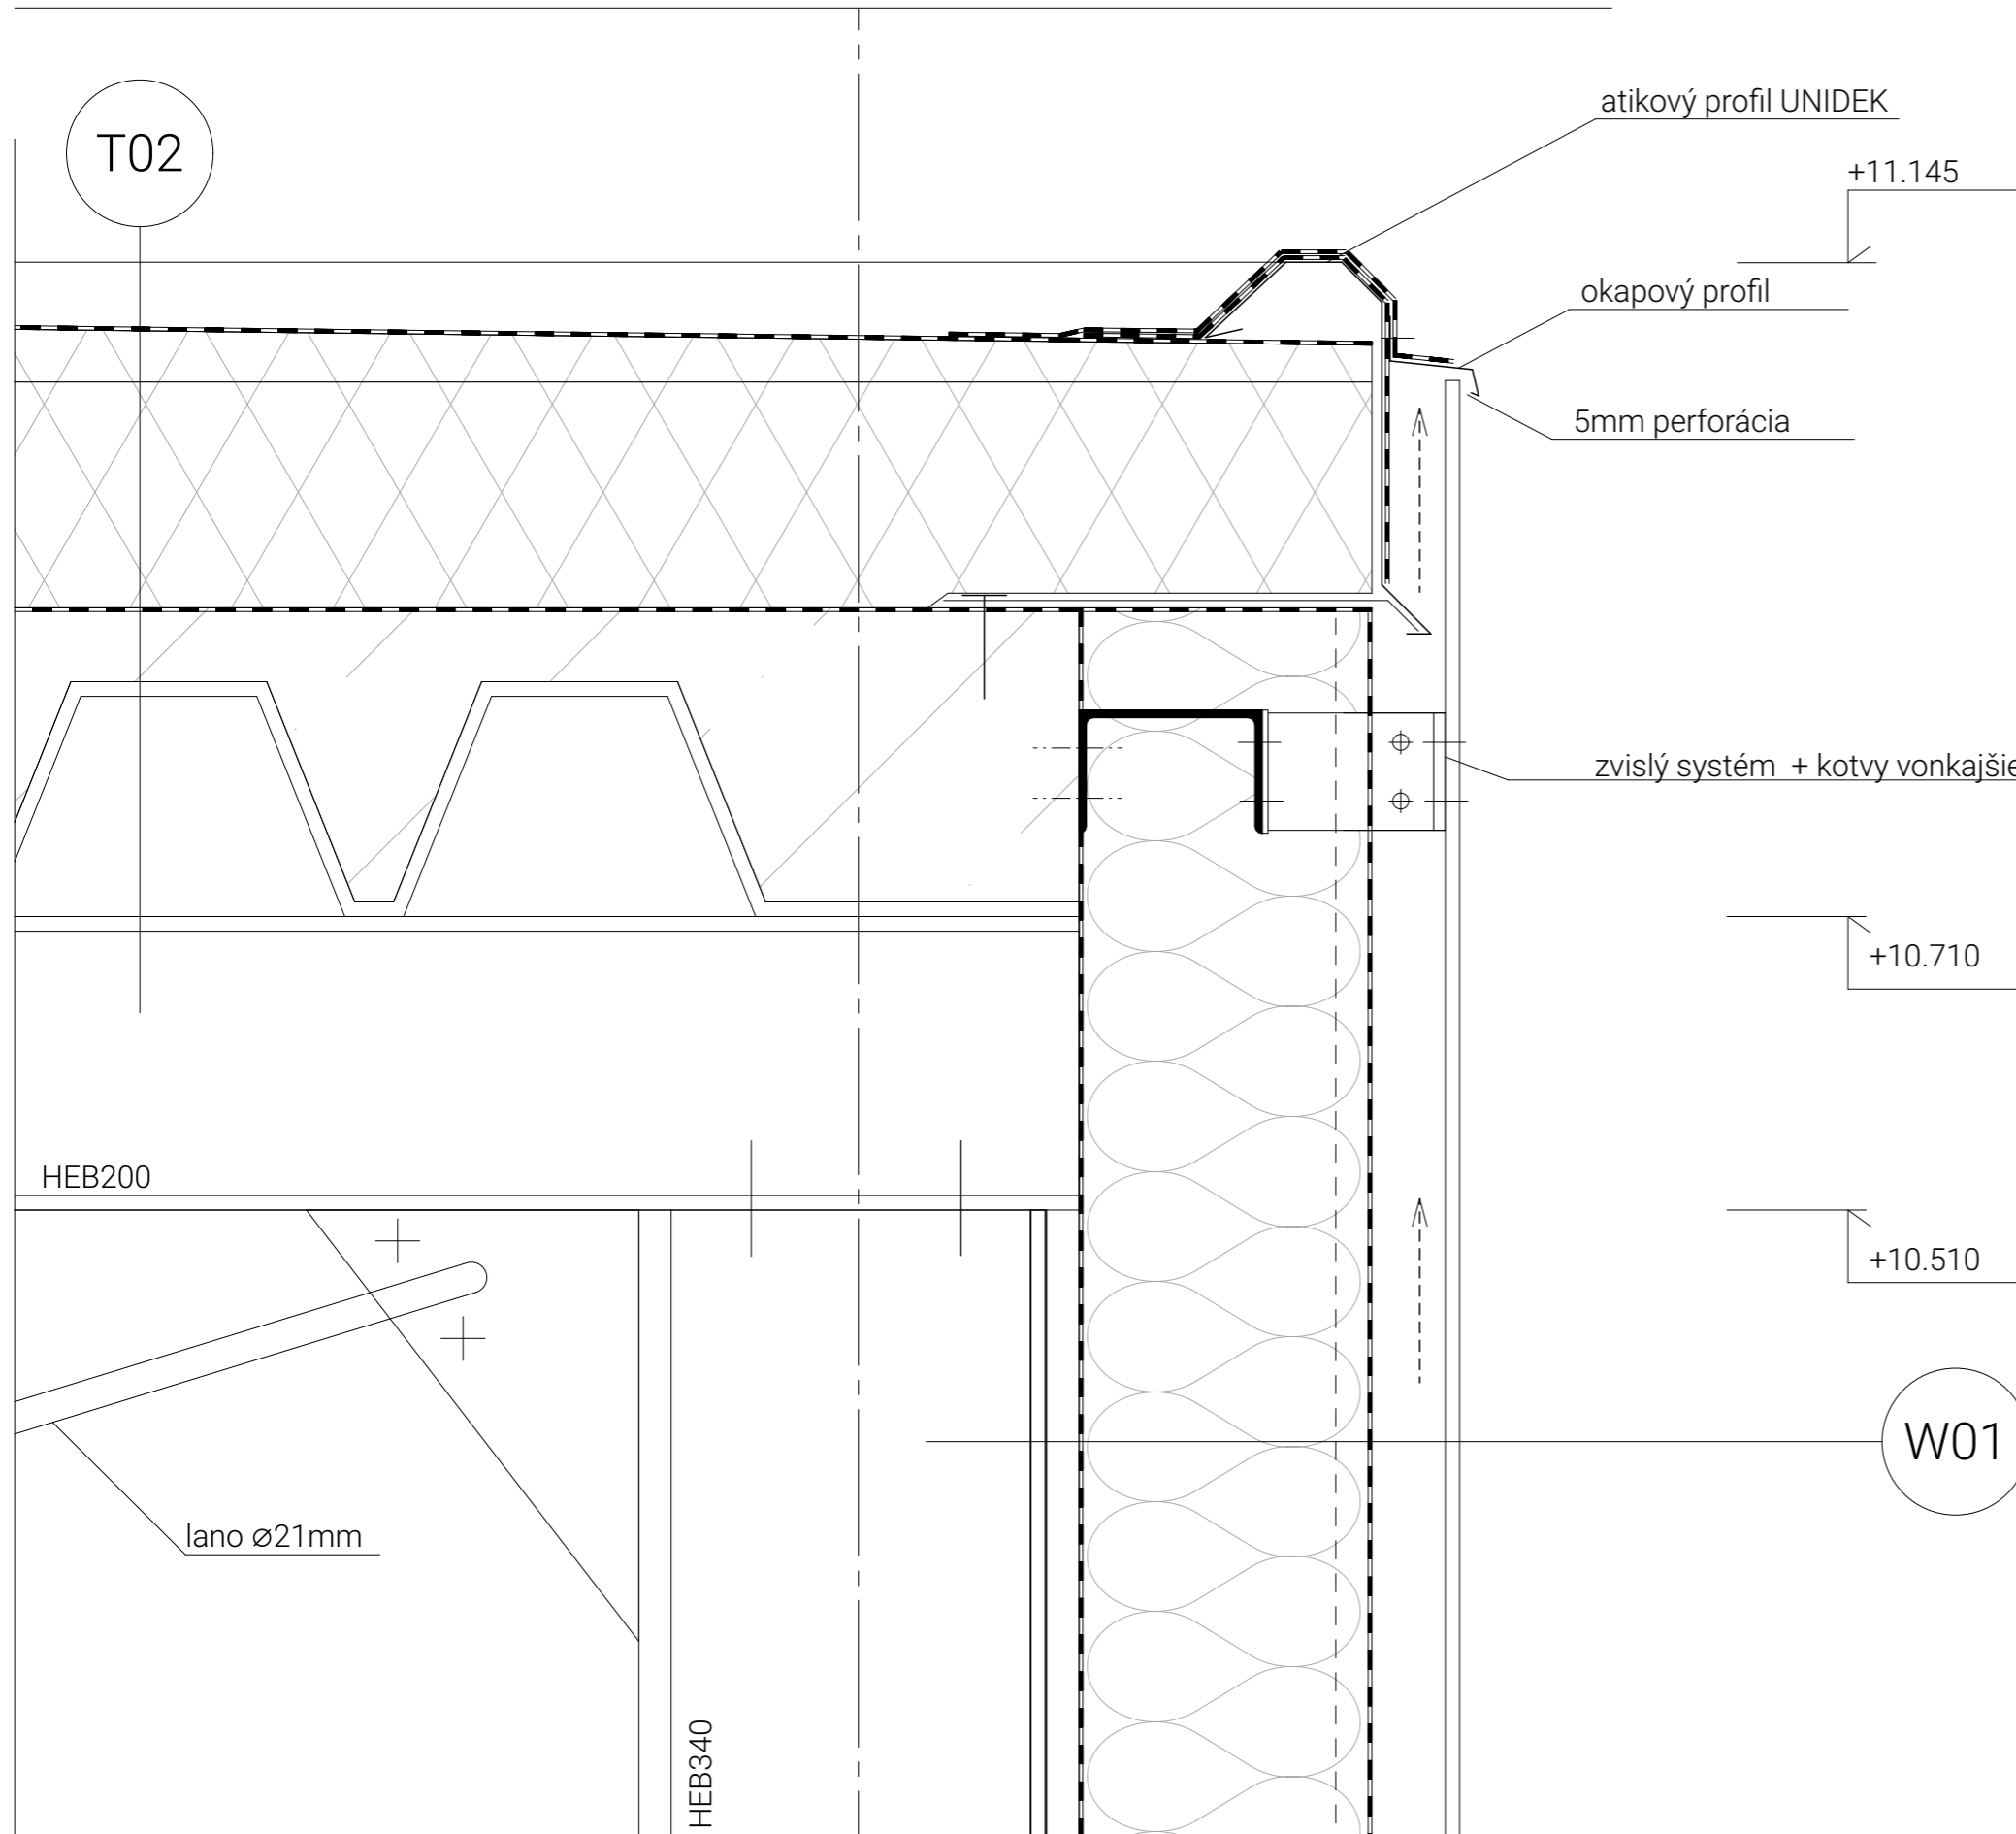 atikový profil UNIDEK
T02
+11.145
okapový profil
5mm perforácia
zvislý systém + kotvy vonkajšie
+10.710
HEB200
+10.510
W01
lano ⌀21mm
HEB340